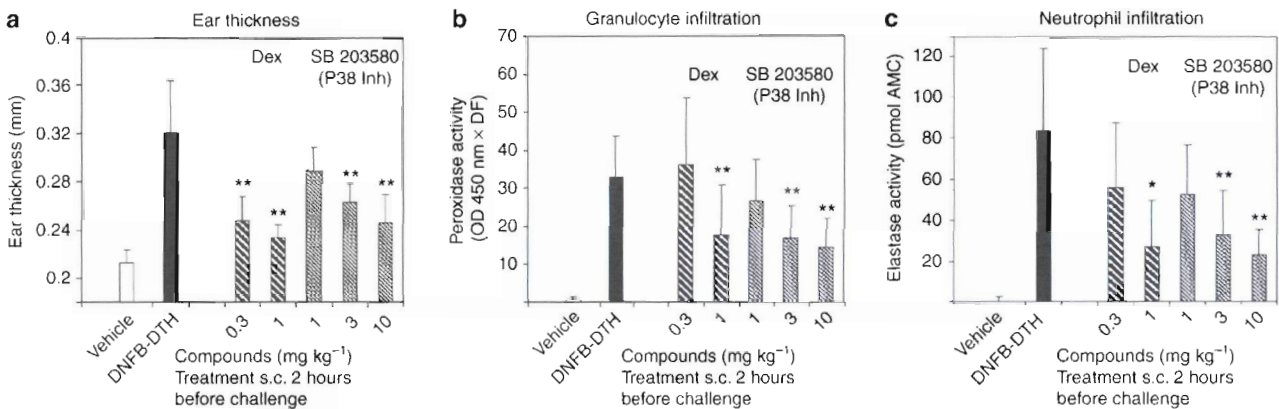 a
Ear thickness
0.4
0.36
0.32
0.28
0.24
0.2
Ear thickness (mm)
Dex
SB 203580
(P38 Inh)
**
**
**
**
Vehicle
DNFB-DTH
0.3
1
1
3
10
Compounds (mg kg−1)
Treatment s.c. 2 hours
before challenge
b
Granulocyte infiltration
70
60
50
40
30
20
10
Peroxidase activity
(OD 450 nm × DF)
Dex
SB 203580
(P38 Inh)
**
**
**
Vehicle
DNFB-DTH
0.3
1
1
3
10
Compounds (mg kg−1)
Treatment s.c. 2 hours
before challenge
c
Neutrophil infiltration
120
100
80
60
40
20
Elastase activity (pmol AMC)
Dex
SB 203580
(P38 Inh)
*
**
**
Vehicle
DNFB-DTH
0.3
1
1
3
10
Compounds (mg kg−1)
Treatment s.c. 2 hours
before challenge